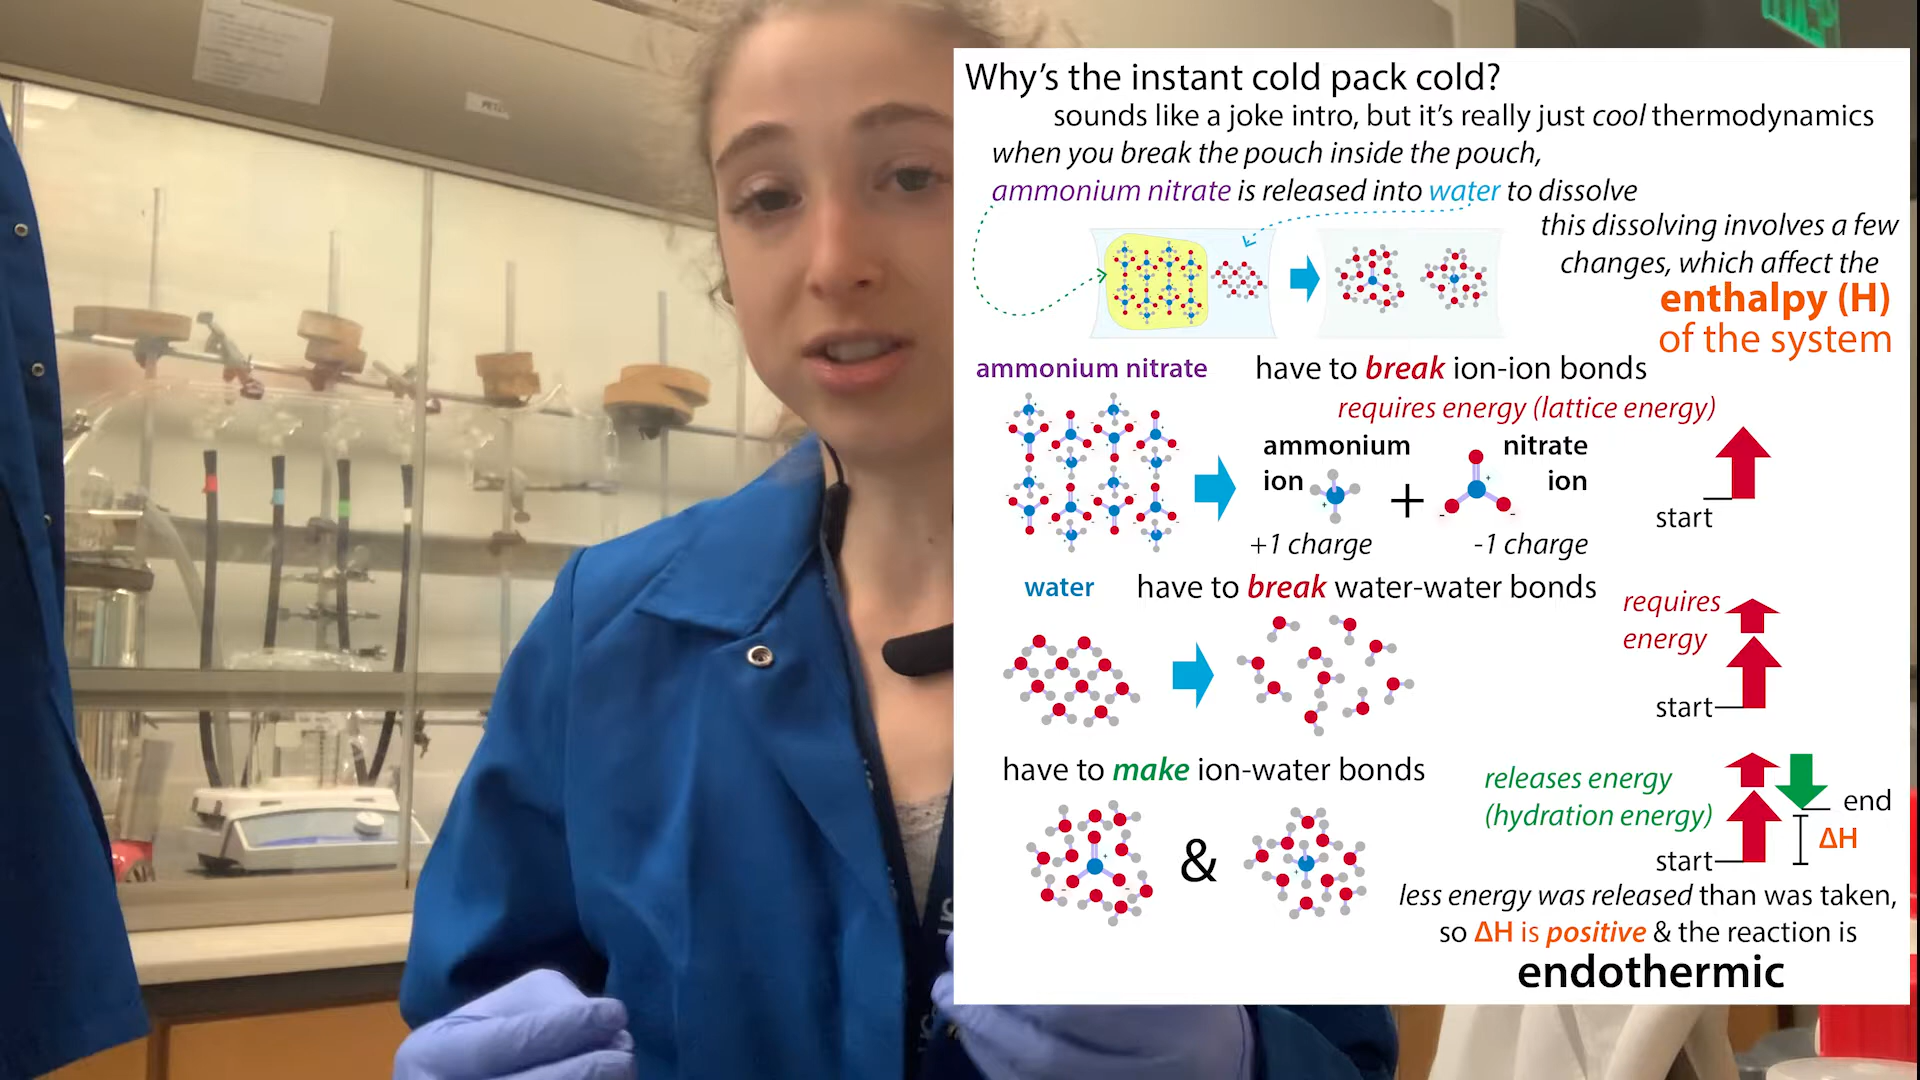 Why's the instant cold pack cold?
sounds like a joke intro, but it's really just cool thermodynamics
when you break the pouch inside the pouch,
ammonium nitrate is released into water to dissolve
this dissolving involves a few
changes, which affect the
enthalpy (H)
of the system
ammonium nitrate
have to break ion-ion bonds
requires energy (lattice energy)
ammonium
ion
+
nitrate
ion
+1 charge
-1 charge
start
water
have to break water-water bonds
requires
energy
start
have to make ion-water bonds
&
releases energy
(hydration energy)
end
ΔH
start
less energy was released than was taken,
so ΔH is positive & the reaction is
endothermic